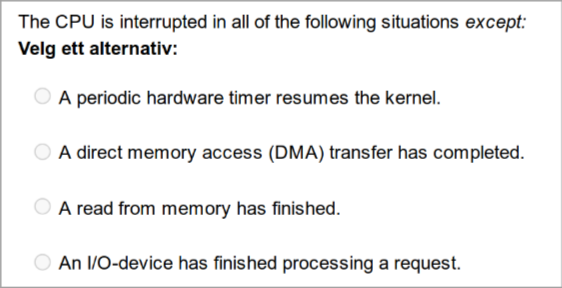 The CPU is interrupted in all of the following situations except:
Velg ett alternativ:
A periodic hardware timer resumes the kernel.
A direct memory access (DMA) transfer has completed.
A read from memory has finished.
An I/O-device has finished processing a request.